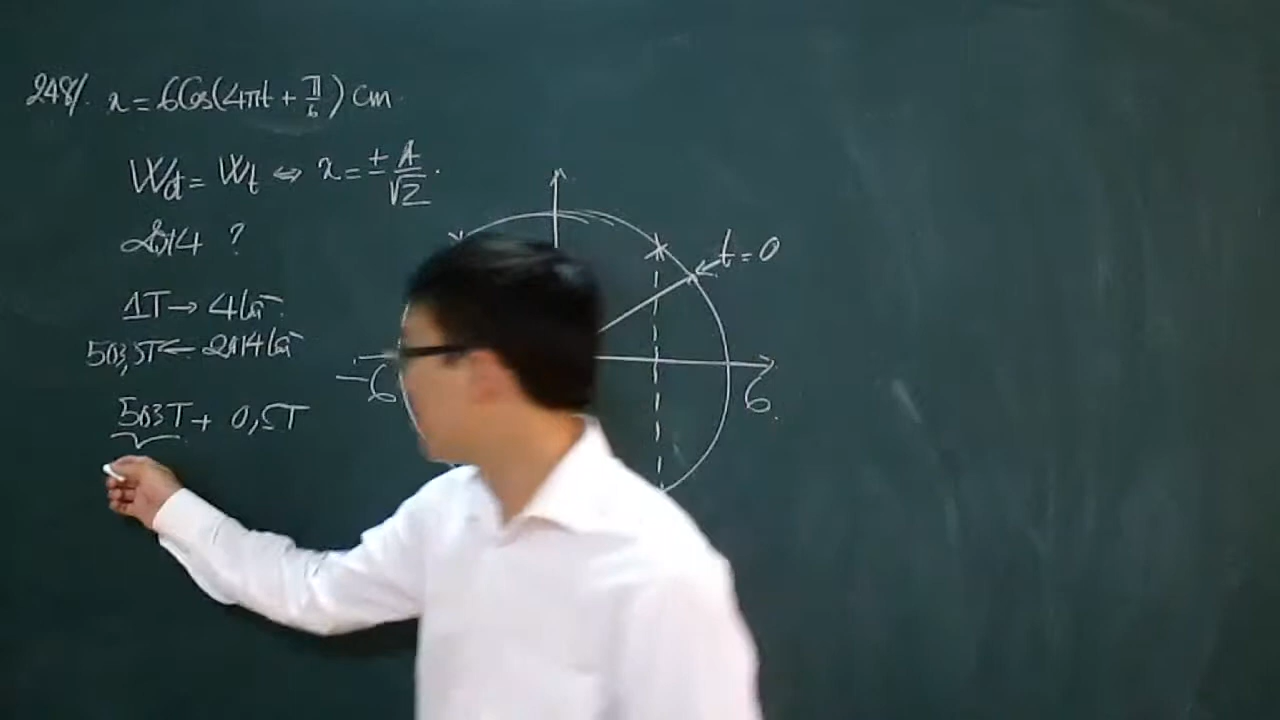 248/. x = 6Cos(4πt + π/6) cm.
Wđ = Wt ⇔ x = ± A/√2.
2014 ?
1T → 4 lần
503,5T ← 2014 lần
503T + 0,5T
t = 0
-6
6